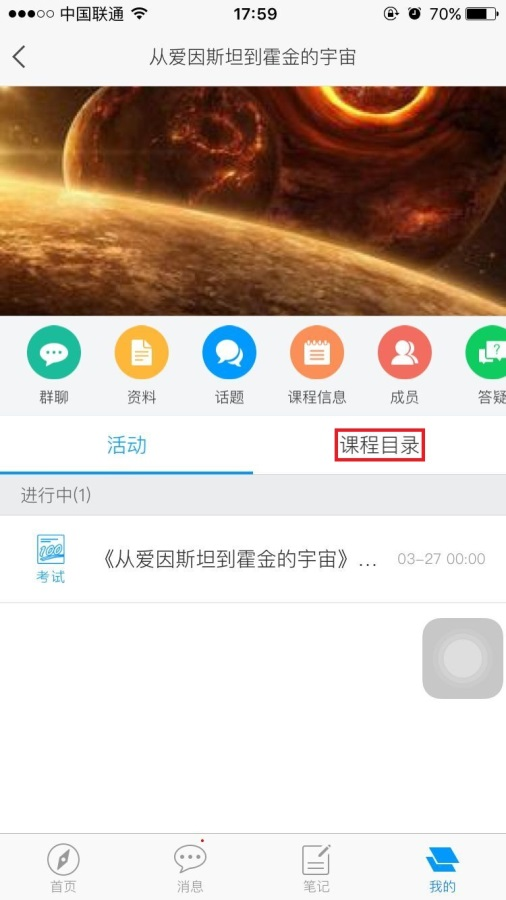 中国联通 17:59 70%
从爱因斯坦到霍金的宇宙
群聊 资料 话题 课程信息 成员 答疑
活动 课程目录
进行中(1)
100
考试 《从爱因斯坦到霍金的宇宙》... 03-27 00:00
首页 消息 笔记 我的